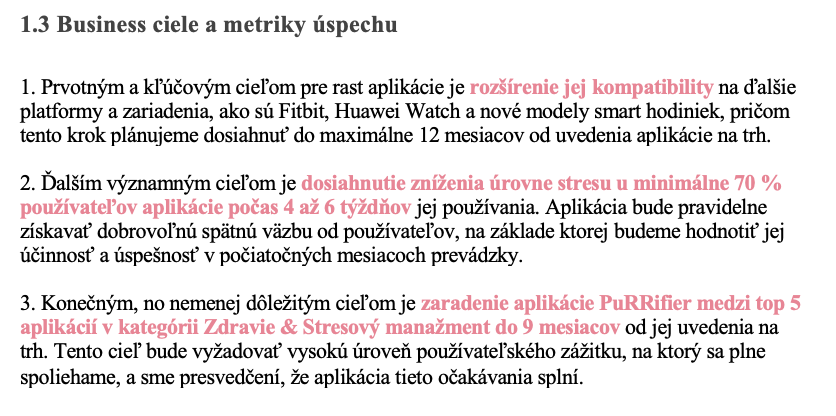 1.3 Business ciele a metriky úspechu
1. Prvotným a kľúčovým cieľom pre rast aplikácie je rozšírenie jej kompatibility na ďalšie
platformy a zariadenia, ako sú Fitbit, Huawei Watch a nové modely smart hodiniek, pričom
tento krok plánujeme dosiahnuť do maximálne 12 mesiacov od uvedenia aplikácie na trh.
2. Ďalším významným cieľom je dosiahnutie zníženia úrovne stresu u minimálne 70 %
používateľov aplikácie počas 4 až 6 týždňov jej používania. Aplikácia bude pravidelne
získavať dobrovoľnú spätnú väzbu od používateľov, na základe ktorej budeme hodnotiť jej
účinnosť a úspešnosť v počiatočných mesiacoch prevádzky.
3. Konečným, no nemenej dôležitým cieľom je zaradenie aplikácie PuRRifier medzi top 5
aplikácií v kategórii Zdravie & Stresový manažment do 9 mesiacov od jej uvedenia na
trh. Tento cieľ bude vyžadovať vysokú úroveň používateľského zážitku, na ktorý sa plne
spoliehame, a sme presvedčení, že aplikácia tieto očakávania splní.